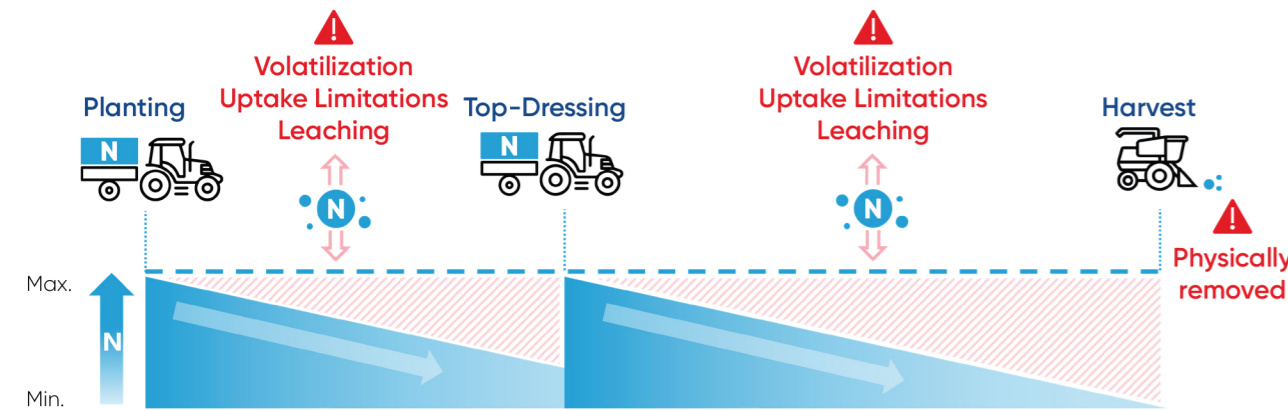 Volatilization
Uptake Limitations
Leaching
Volatilization
Uptake Limitations
Leaching
Planting
Top-Dressing
Harvest
N
N
N
N
Physically
removed
Max.
N
Min.